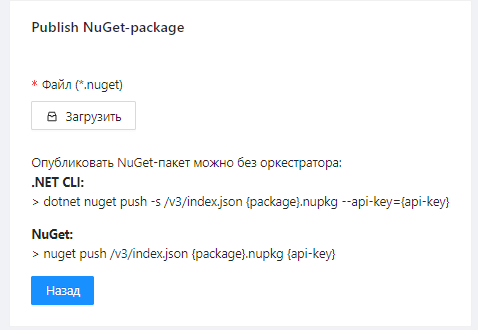 Publish NuGet-package
* Файл (*.nuget)
Загрузить
Опубликовать NuGet-пакет можно без оркестратора:
.NET CLI:
> dotnet nuget push -s /v3/index.json {package}.nupkg --api-key={api-key}
NuGet:
> nuget push /v3/index.json {package}.nupkg {api-key}
Назад